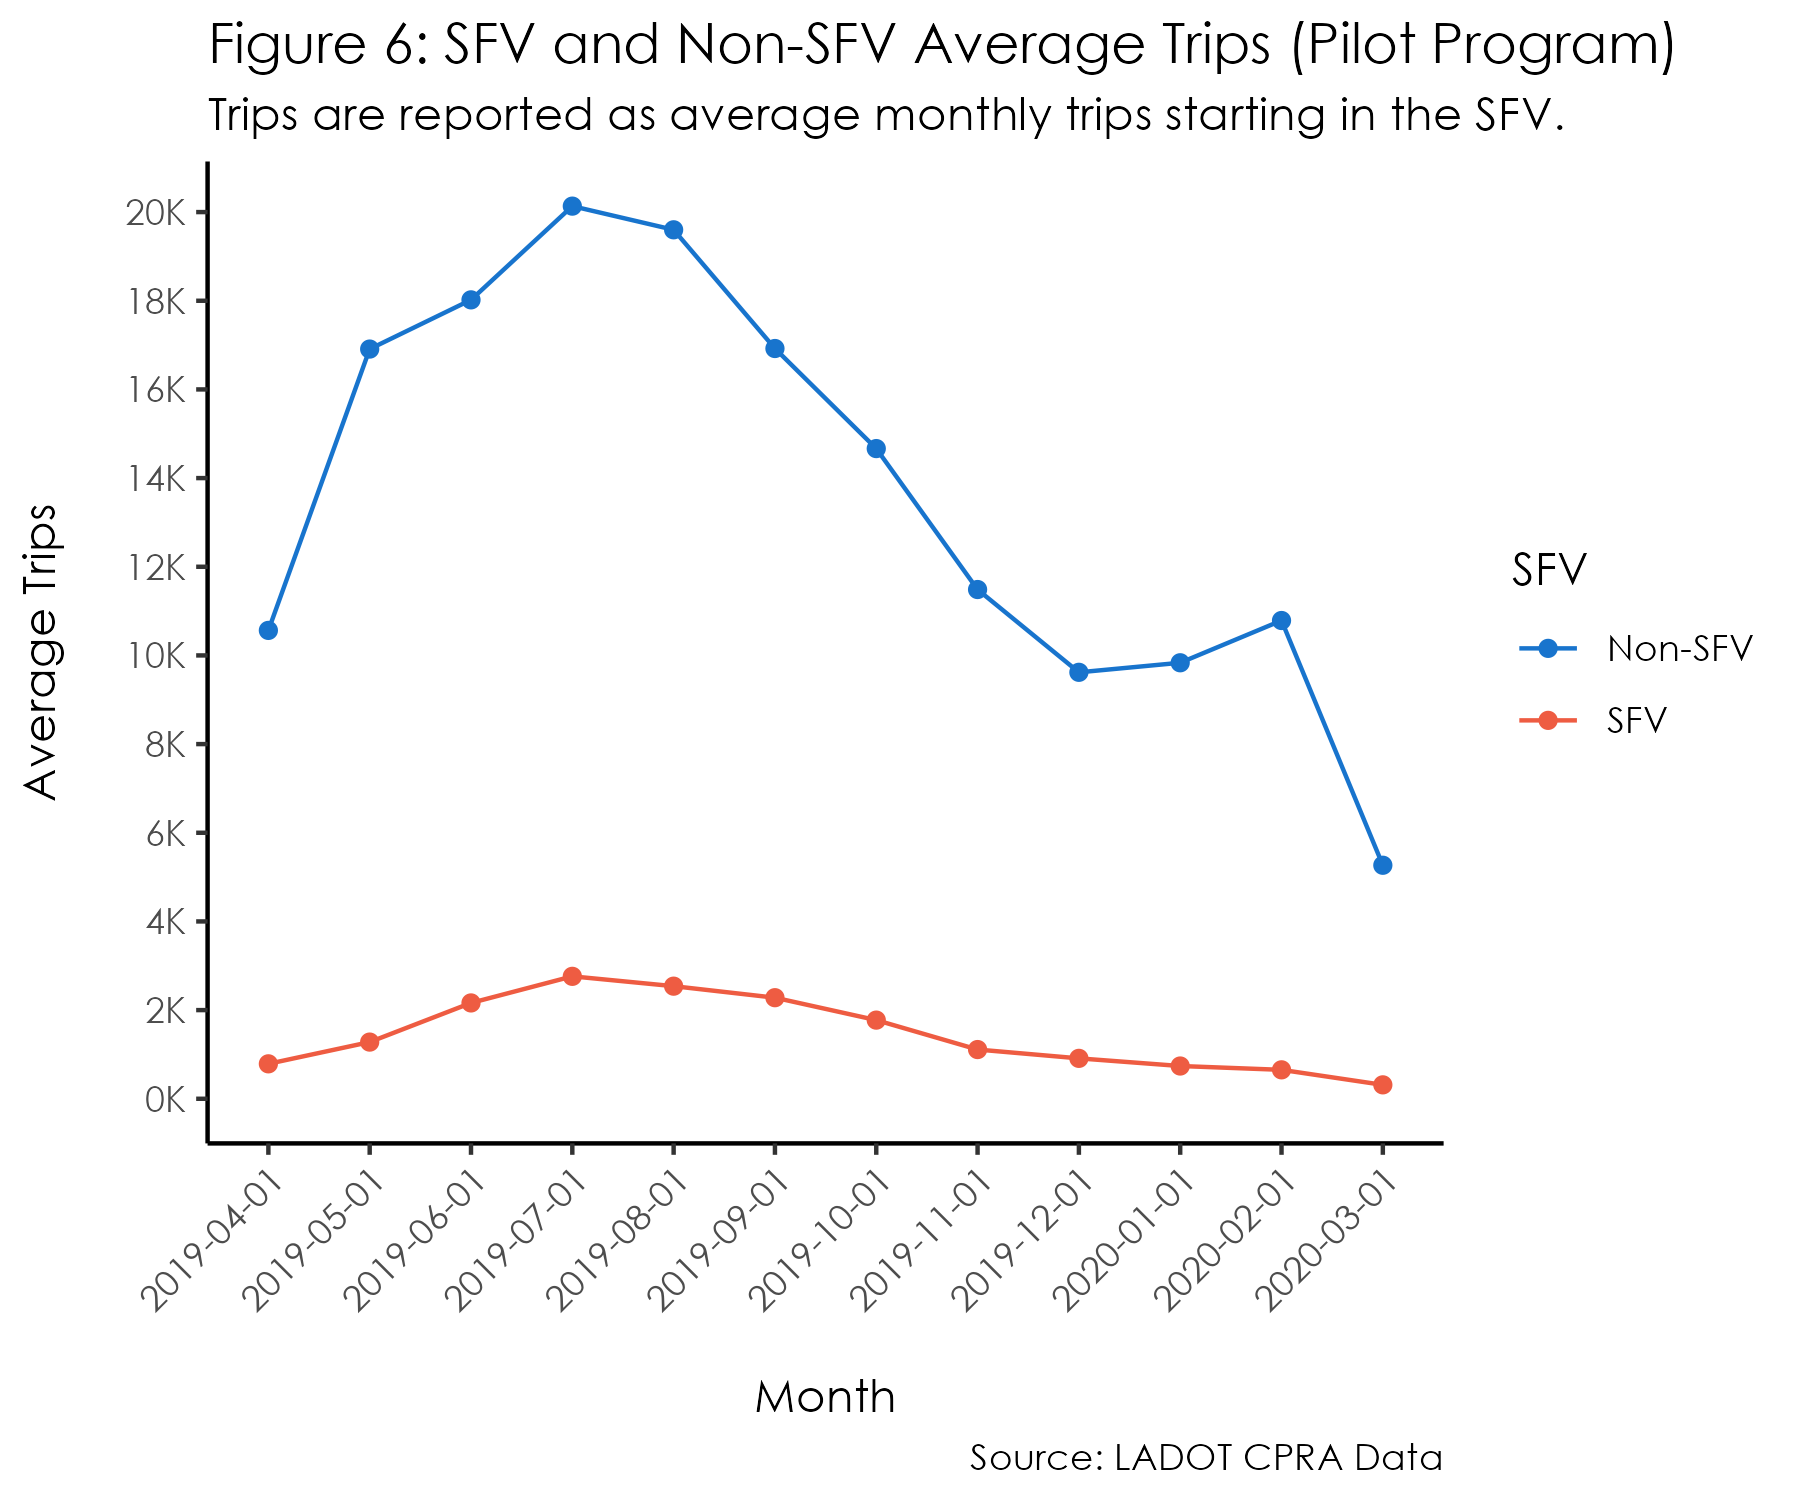 Figure 6: SFV and Non-SFV Average Trips (Pilot Program)
Trips are reported as average monthly trips starting in the SFV.
Average Trips
20K
18K
16K
14K
12K
10K
8K
6K
4K
2K
0K
2019-04-01
2019-05-01
2019-06-01
2019-07-01
2019-08-01
2019-09-01
2019-10-01
2019-11-01
2019-12-01
2020-01-01
2020-02-01
2020-03-01
Month
SFV
Non-SFV
SFV
Source: LADOT CPRA Data